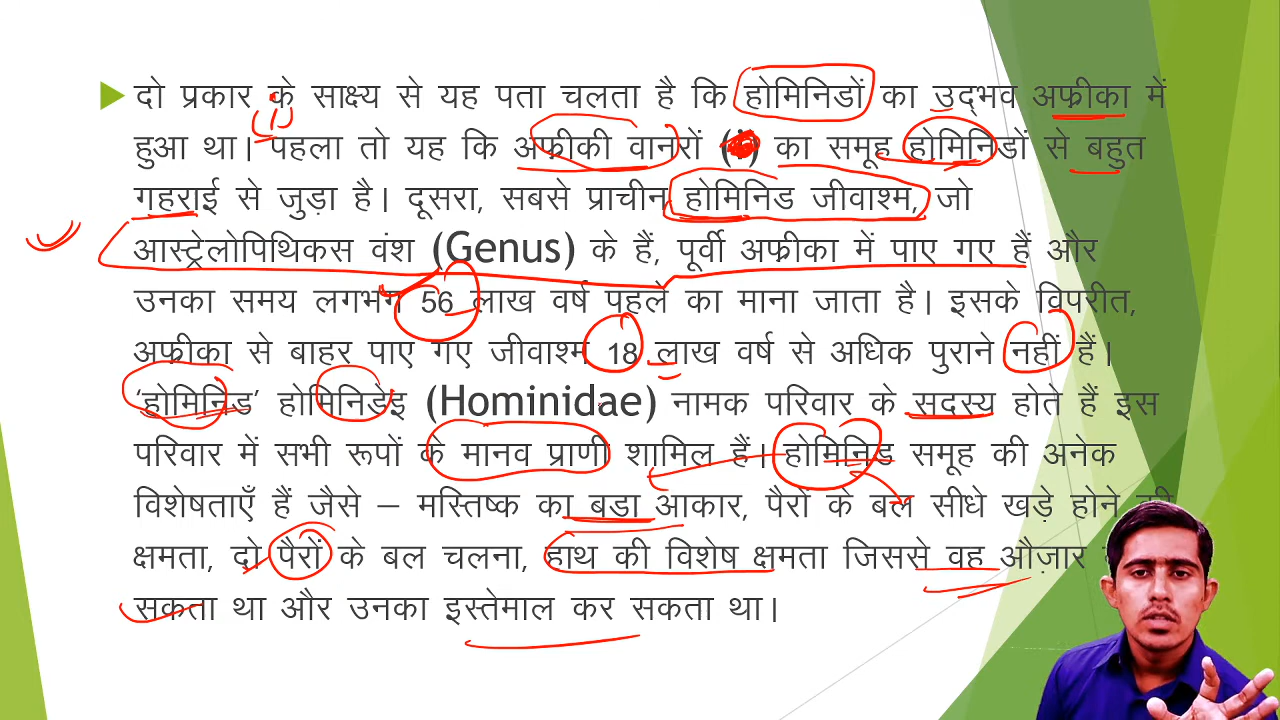 दो प्रकार के साक्ष्य से यह पता चलता है कि होमिनिडों का उद्भव अफ्रीका में
हुआ था। पहला तो यह कि अफ्रीकी वानरों ( ) का समूह होमिनिडों से बहुत
गहराई से जुड़ा है। दूसरा, सबसे प्राचीन होमिनिड जीवाश्म, जो
आस्ट्रेलोपिथिकस वंश (Genus) के हैं, पूर्वी अफ्रीका में पाए गए हैं और
उनका समय लगभग 56 लाख वर्ष पहले का माना जाता है। इसके विपरीत,
अफ्रीका से बाहर पाए गए जीवाश्म 18 लाख वर्ष से अधिक पुराने नहीं हैं।
‘होमिनिड’ होमिनिडेइ (Hominidae) नामक परिवार के सदस्य होते हैं इस
परिवार में सभी रूपों के मानव प्राणी शामिल हैं। होमिनिड समूह की अनेक
विशेषताएँ हैं जैसे – मस्तिष्क का बडा आकार, पैरों के बल सीधे खड़े होने की
क्षमता, दो पैरों के बल चलना, हाथ की विशेष क्षमता जिससे वह औज़ार
सकता था और उनका इस्तेमाल कर सकता था।